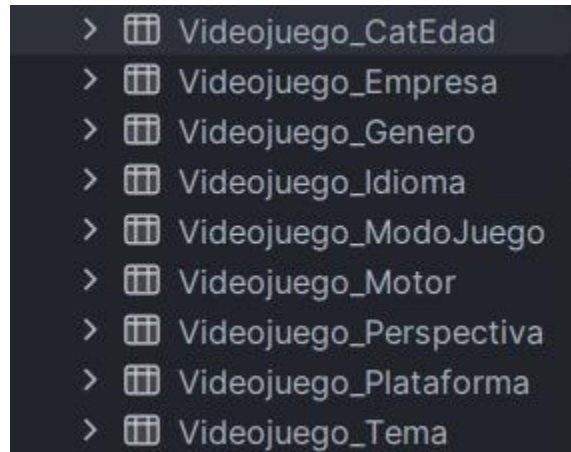 Videojuego_CatEdad
Videojuego_Empresa
Videojuego_Genero
Videojuego_Idioma
Videojuego_ModoJuego
Videojuego_Motor
Videojuego_Perspectiva
Videojuego_Plataforma
Videojuego_Tema